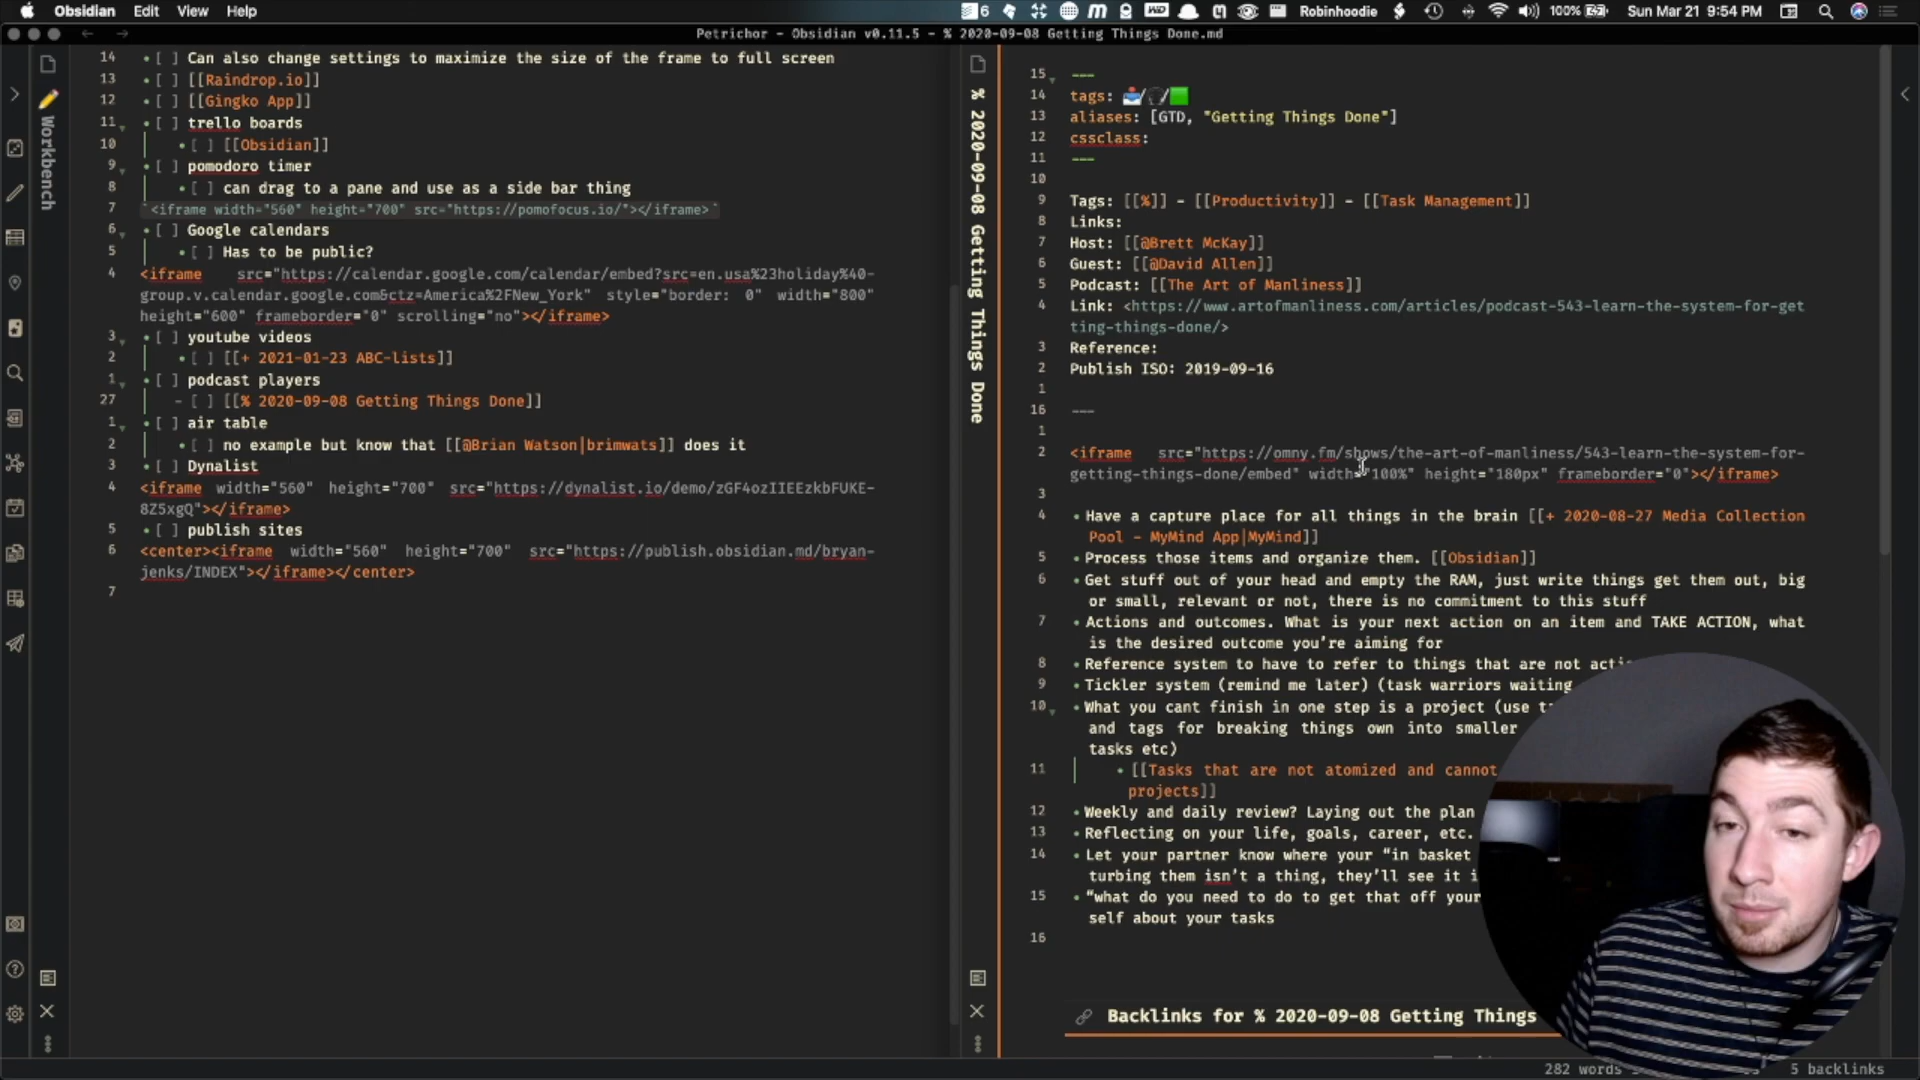 Obsidian Edit View Help
6
Robinhoodie
100%
Sun Mar 21 9:54 PM
Petrichor - Obsidian v0.11.5 - % 2020-09-08 Getting Things Done.md
Workbench
14 [ ] Can also change settings to maximize the size of the frame to full screen
13 [ ] [[Raindrop.io]]
12 [ ] [[Gingko App]]
11 [ ] trello boards
10 [ ] [[Obsidian]]
9 [ ] pomodoro timer
8 [ ] can drag to a pane and use as a side bar thing
7 `<iframe width="560" height="700" src="https://pomofocus.io/"></iframe>`
6 [ ] Google calendars
5 [ ] Has to be public?
4 <iframe src="https://calendar.google.com/calendar/embed?src=en.usa%23holiday%40-
group.v.calendar.google.com&ctz=America%2FNew_York" style="border: 0" width="800"
height="600" frameborder="0" scrolling="no"></iframe>
3 [ ] youtube videos
2 [ ] [[+ 2021-01-23 ABC-lists]]
1 [ ] podcast players
27 - [ ] [[% 2020-09-08 Getting Things Done]]
1 [ ] air table
2 [ ] no example but know that [[@Brian Watson|brimwats]] does it
3 [ ] Dynalist
4 <iframe width="560" height="700" src="https://dynalist.io/demo/zGF4ozIIEEzkbFUKE-
8Z5xgQ"></iframe>
5 [ ] publish sites
6 <center><iframe width="560" height="700" src="https://publish.obsidian.md/bryan-
jenks/INDEX"></iframe></center>
7
% 2020-09-08 Getting Things Done
15 ---
14 tags: 📥/🎧/🟩
13 aliases: [GTD, "Getting Things Done"]
12 cssclass:
11 ---
10
9 Tags: [[%]] - [[Productivity]] - [[Task Management]]
8 Links:
7 Host: [[@Brett McKay]]
6 Guest: [[@David Allen]]
5 Podcast: [[The Art of Manliness]]
4 Link: <https://www.artofmanliness.com/articles/podcast-543-learn-the-system-for-get
ting-things-done/>
3 Reference:
2 Publish ISO: 2019-09-16
1
16 ---
1
2 <iframe src="https://omny.fm/shows/the-art-of-manliness/543-learn-the-system-for-
getting-things-done/embed" width="100%" height="180px" frameborder="0"></iframe>
3
4 • Have a capture place for all things in the brain [[+ 2020-08-27 Media Collection
Pool - MyMind App|MyMind]]
5 • Process those items and organize them. [[Obsidian]]
6 • Get stuff out of your head and empty the RAM, just write things get them out, big
or small, relevant or not, there is no commitment to this stuff
7 • Actions and outcomes. What is your next action on an item and TAKE ACTION, what
is the desired outcome you're aiming for
8 • Reference system to have to refer to things that are not
9 • Tickler system (remind me later) (task warriors waiting
10 • What you cant finish in one step is a project (use
and tags for breaking things own into smaller
tasks etc)
11 • [[Tasks that are not atomized and cannot
projects]]
12 • Weekly and daily review? Laying out the plan
13 • Reflecting on your life, goals, career, etc.
14 • Let your partner know where your "in basket
turbing them isn't a thing, they'll see it
15 • "what do you need to do to get that off your
self about your tasks
16
Backlinks for % 2020-09-08 Getting Things
282 words
5 backlinks